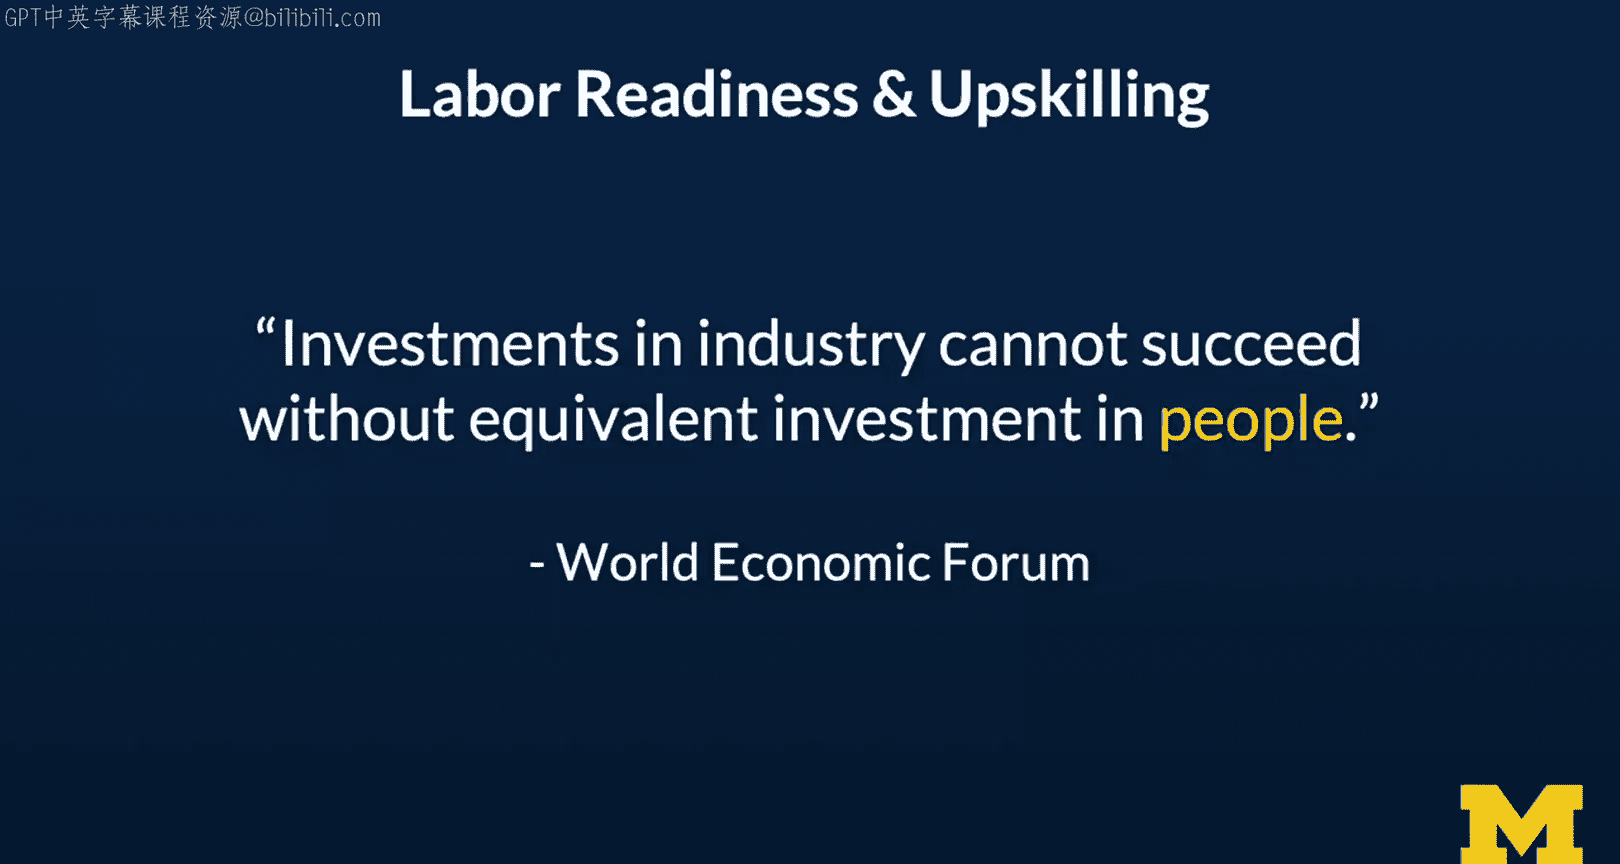 GPT中英字幕课程资源@bilibili.com
Labor Readiness & Upskilling
“Investments in industry cannot succeed
without equivalent investment in people.”
- World Economic Forum
M